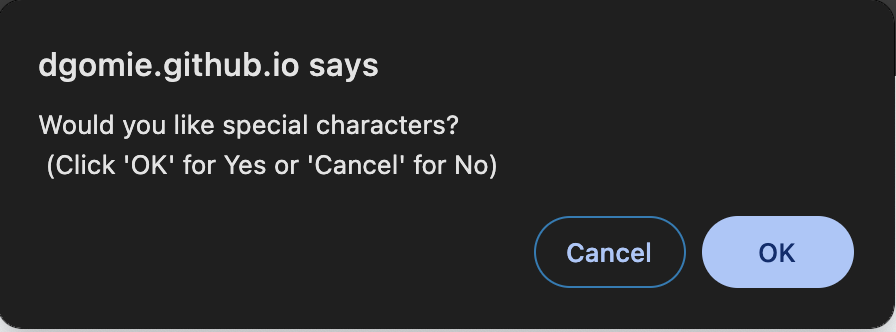 dgomie.github.io says
Would you like special characters?
(Click 'OK' for Yes or 'Cancel' for No)
Cancel
OK